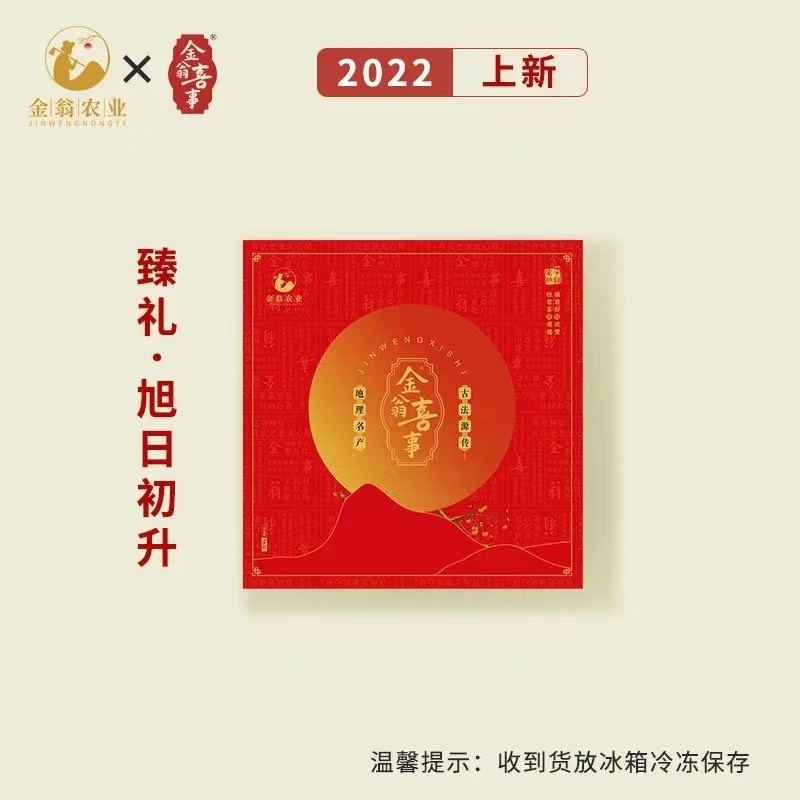 金翁农业
JINWENGNONGYE
×
金翁喜事
®
2022 上新
臻礼·旭日初升
金翁农业
JINWENGXISHI
金翁喜事
地理名产
古法源传
温馨提示：收到货放冰箱冷冻保存